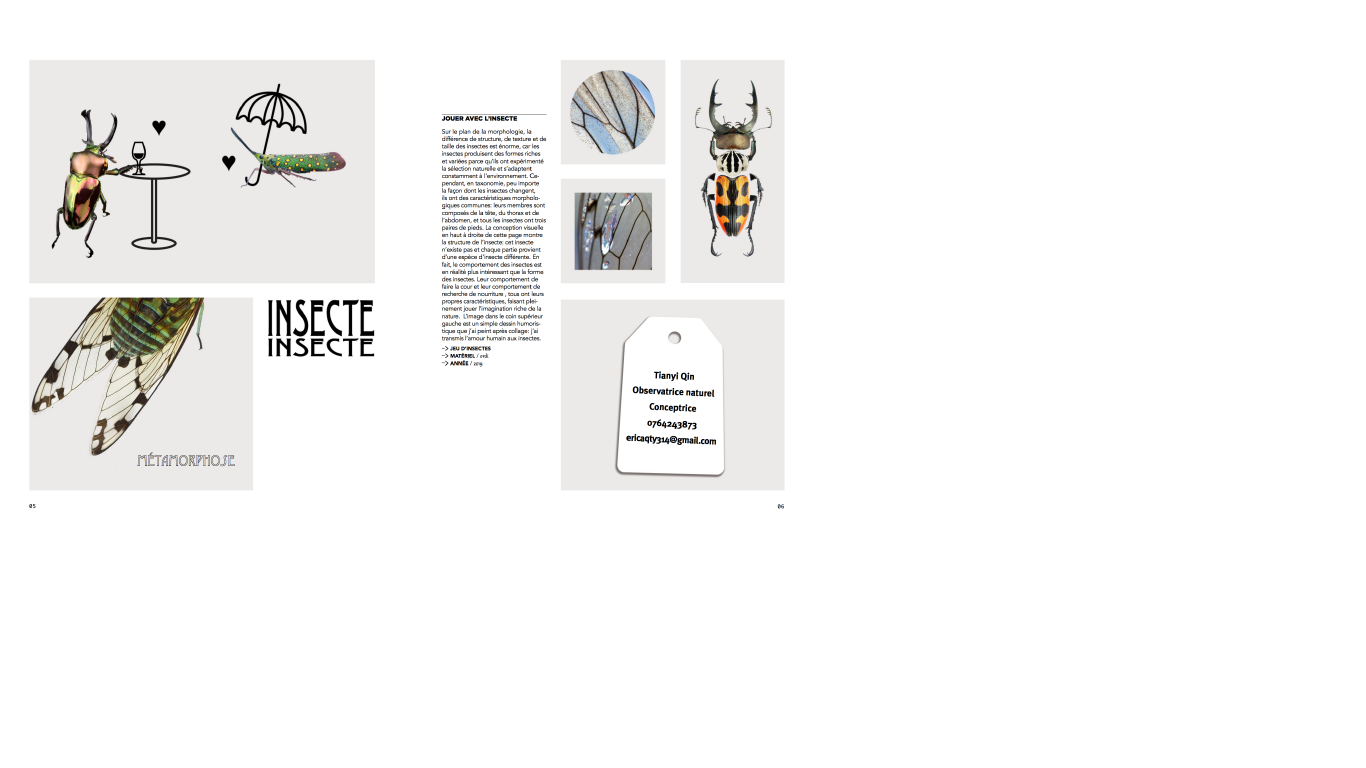 INSECTE
INSECTE
MÉTAMORPHOSE
05
JOUER AVEC L'INSECTE
Sur le plan de la morphologie, la
différence de structure, de texture et de
taille des insectes est énorme, car les
insectes produisent des formes riches
et variées parce qu'ils ont expérimenté
la sélection naturelle et s'adaptent
constamment à l'environnement. Ce-
pendant, en taxonomie, peu importe
la façon dont les insectes changent,
ils ont des caractéristiques morpholo-
giques communes: leurs membres sont
composés de la tête, du thorax et de
l'abdomen, et tous les insectes ont trois
paires de pieds. La conception visuelle
en haut à droite de cette page montre
la structure de l'insecte: cet insecte
n'existe pas et chaque partie provient
d'une espèce d'insecte différente. En
fait, le comportement des insectes est
en réalité plus intéressant que la forme
des insectes. Leur comportement de
faire la cour et leur comportement de
recherche de nourriture , tous ont leurs
propres caractéristiques, faisant plei-
nement jouer l'imagination riche de la
nature. L'image dans le coin supérieur
gauche est un simple dessin humoris-
tique que j'ai peint après collage: j'ai
transmis l'amour humain aux insectes.
--> JEU D'INSECTES
--> MATÉRIEL / ordi
--> ANNÉE / 2019
Tianyi Qin
Observatrice naturel
Conceptrice
0764243873
ericaqty314@gmail.com
06